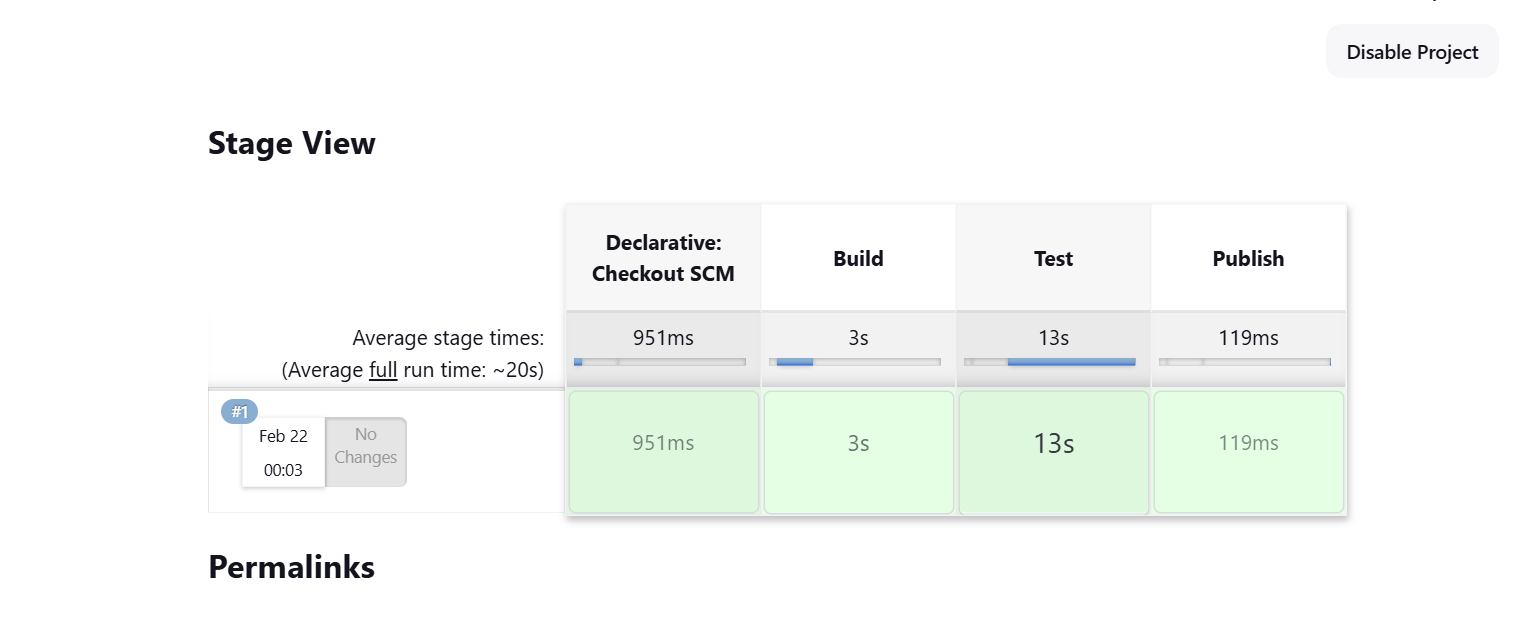 Disable Project
Stage View
Declarative:
Checkout SCM
Build
Test
Publish
Average stage times:
(Average full run time: ~20s)
951ms
3s
13s
119ms
#1
Feb 22
00:03
No
Changes
951ms
3s
13s
119ms
Permalinks